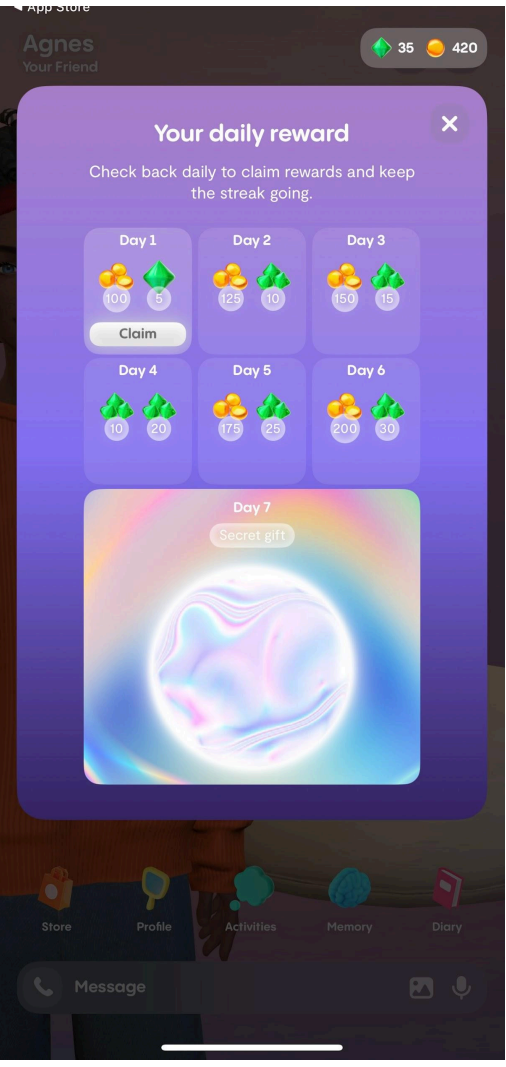 App Store
Agnes
Your Friend
35 420
Your daily reward
Check back daily to claim rewards and keep
the streak going.
Day 1 Day 2 Day 3
100 5 125 10 150 15
Claim
Day 4 Day 5 Day 6
10 20 175 25 200 30
Day 7
Secret gift
Store Profile Activities Memory Diary
Message